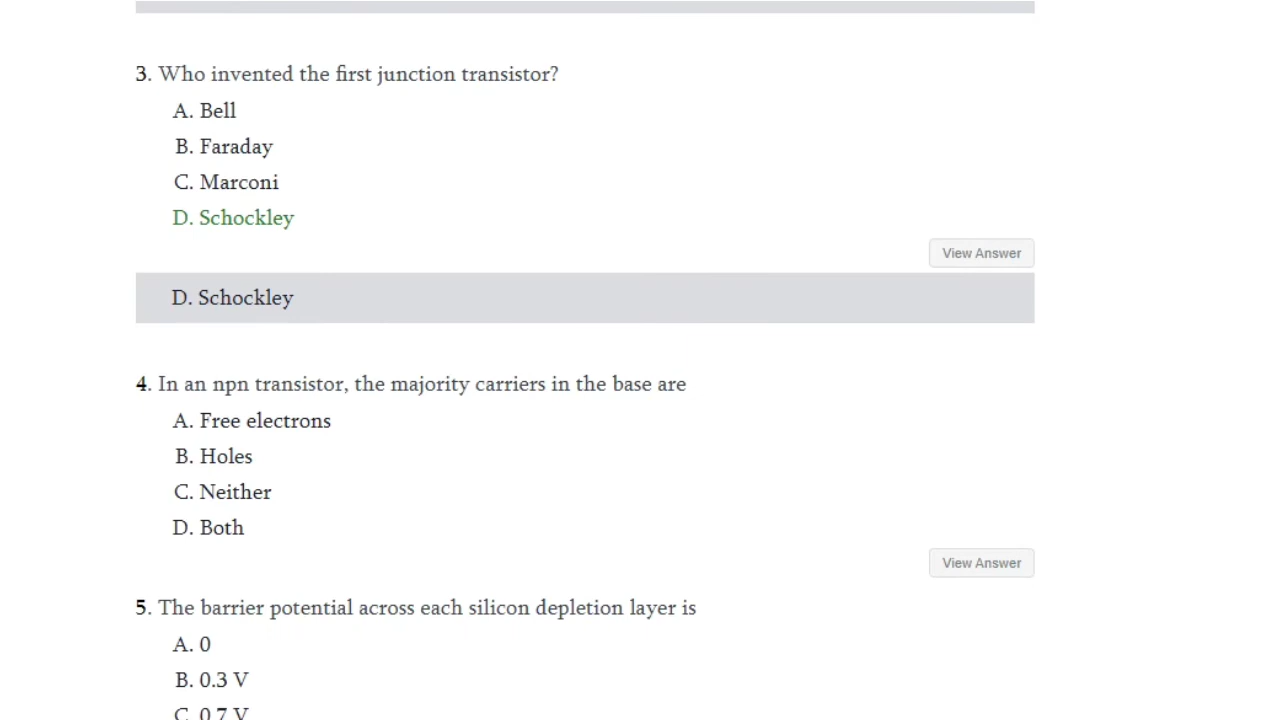 3. Who invented the first junction transistor?
A. Bell
B. Faraday
C. Marconi
D. Schockley
View Answer
D. Schockley
4. In an npn transistor, the majority carriers in the base are
A. Free electrons
B. Holes
C. Neither
D. Both
View Answer
5. The barrier potential across each silicon depletion layer is
A. 0
B. 0.3 V
C. 0.7 V